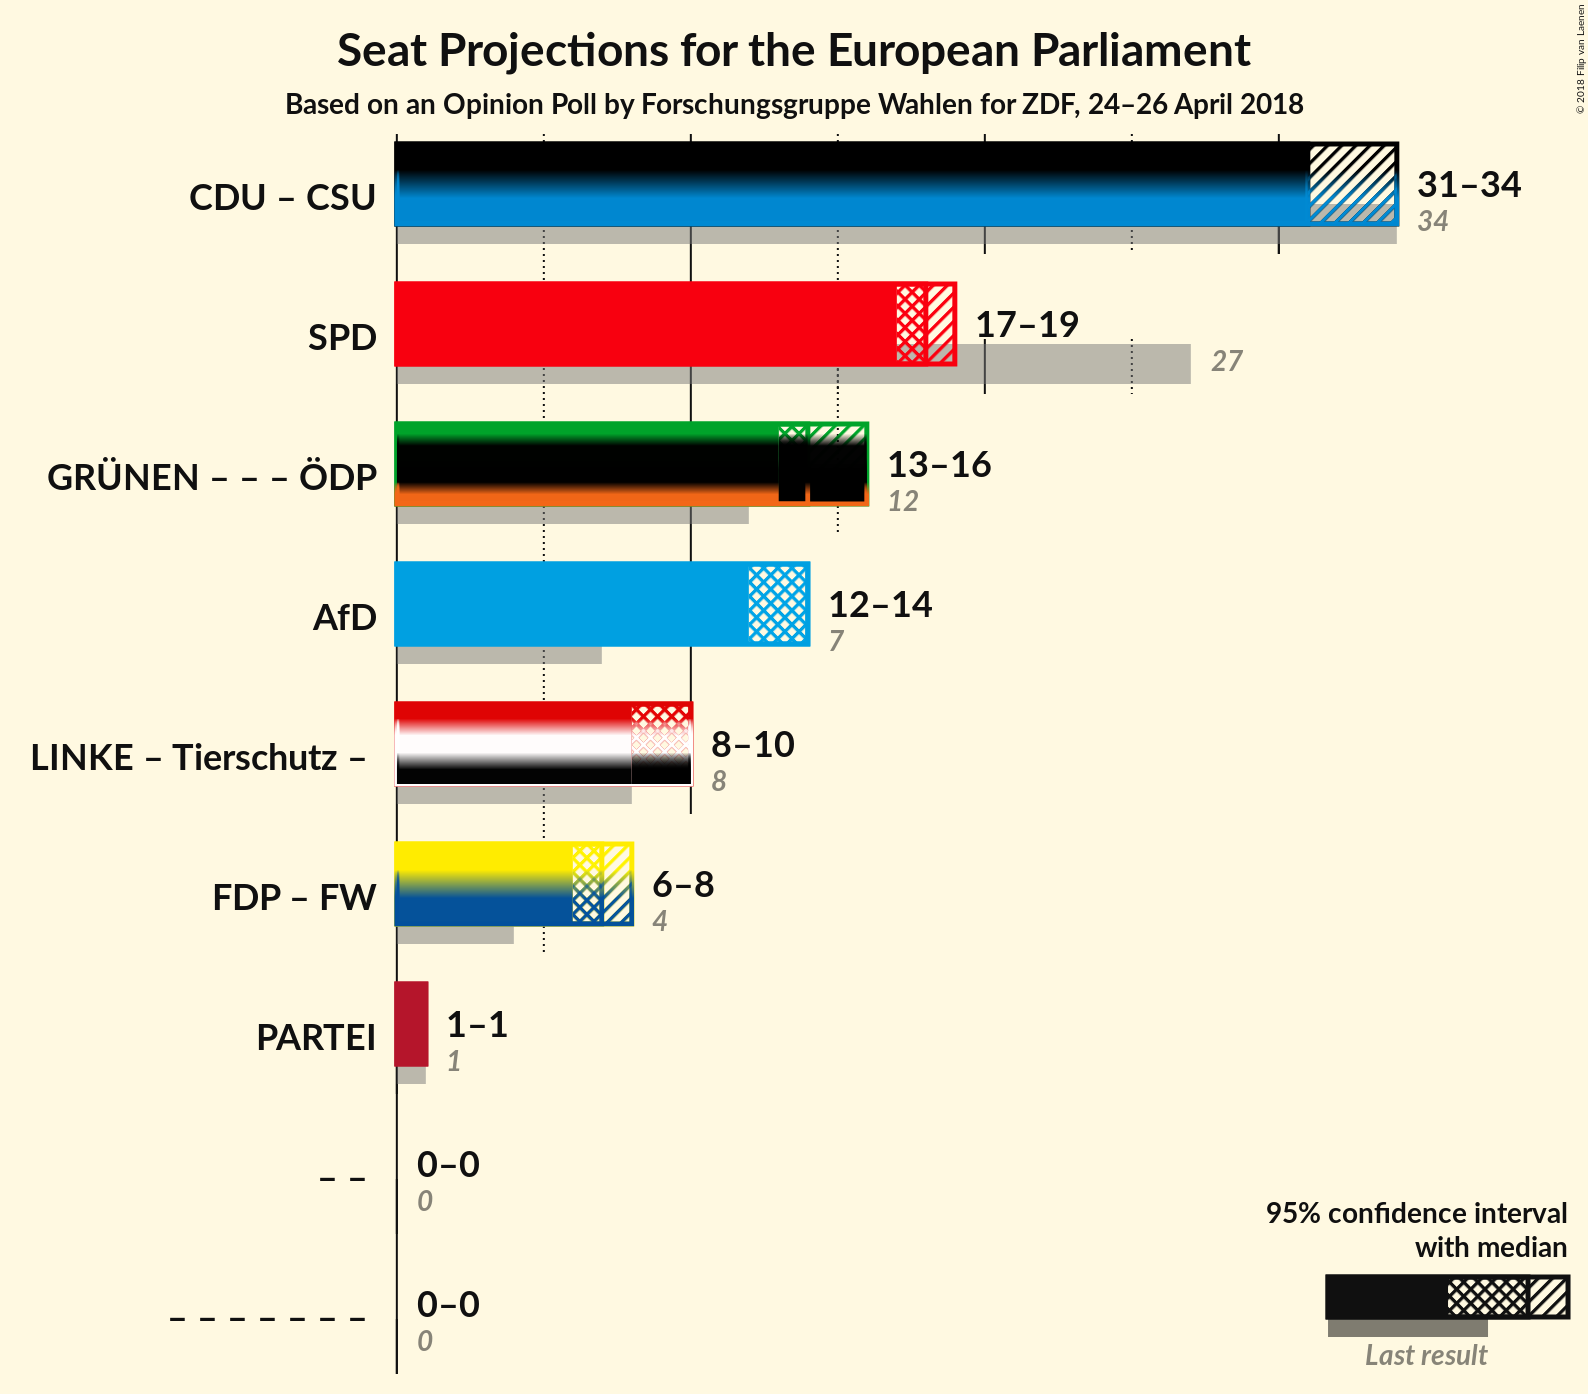 Seat Projections for the European Parliament
Based on an Opinion Poll by Forschungsgruppe Wahlen for ZDF, 24–26 April 2018
© 2018 Filip van Laenen
CDU – CSU
31–34
34
SPD
17–19
27
GRÜNEN – – – ÖDP
13–16
12
AfD
12–14
7
LINKE – Tierschutz –
8–10
8
FDP – FW
6–8
4
PARTEI
1–1
1
– –
0–0
0
– – – – – – –
0–0
0
95% confidence interval
with median
Last result